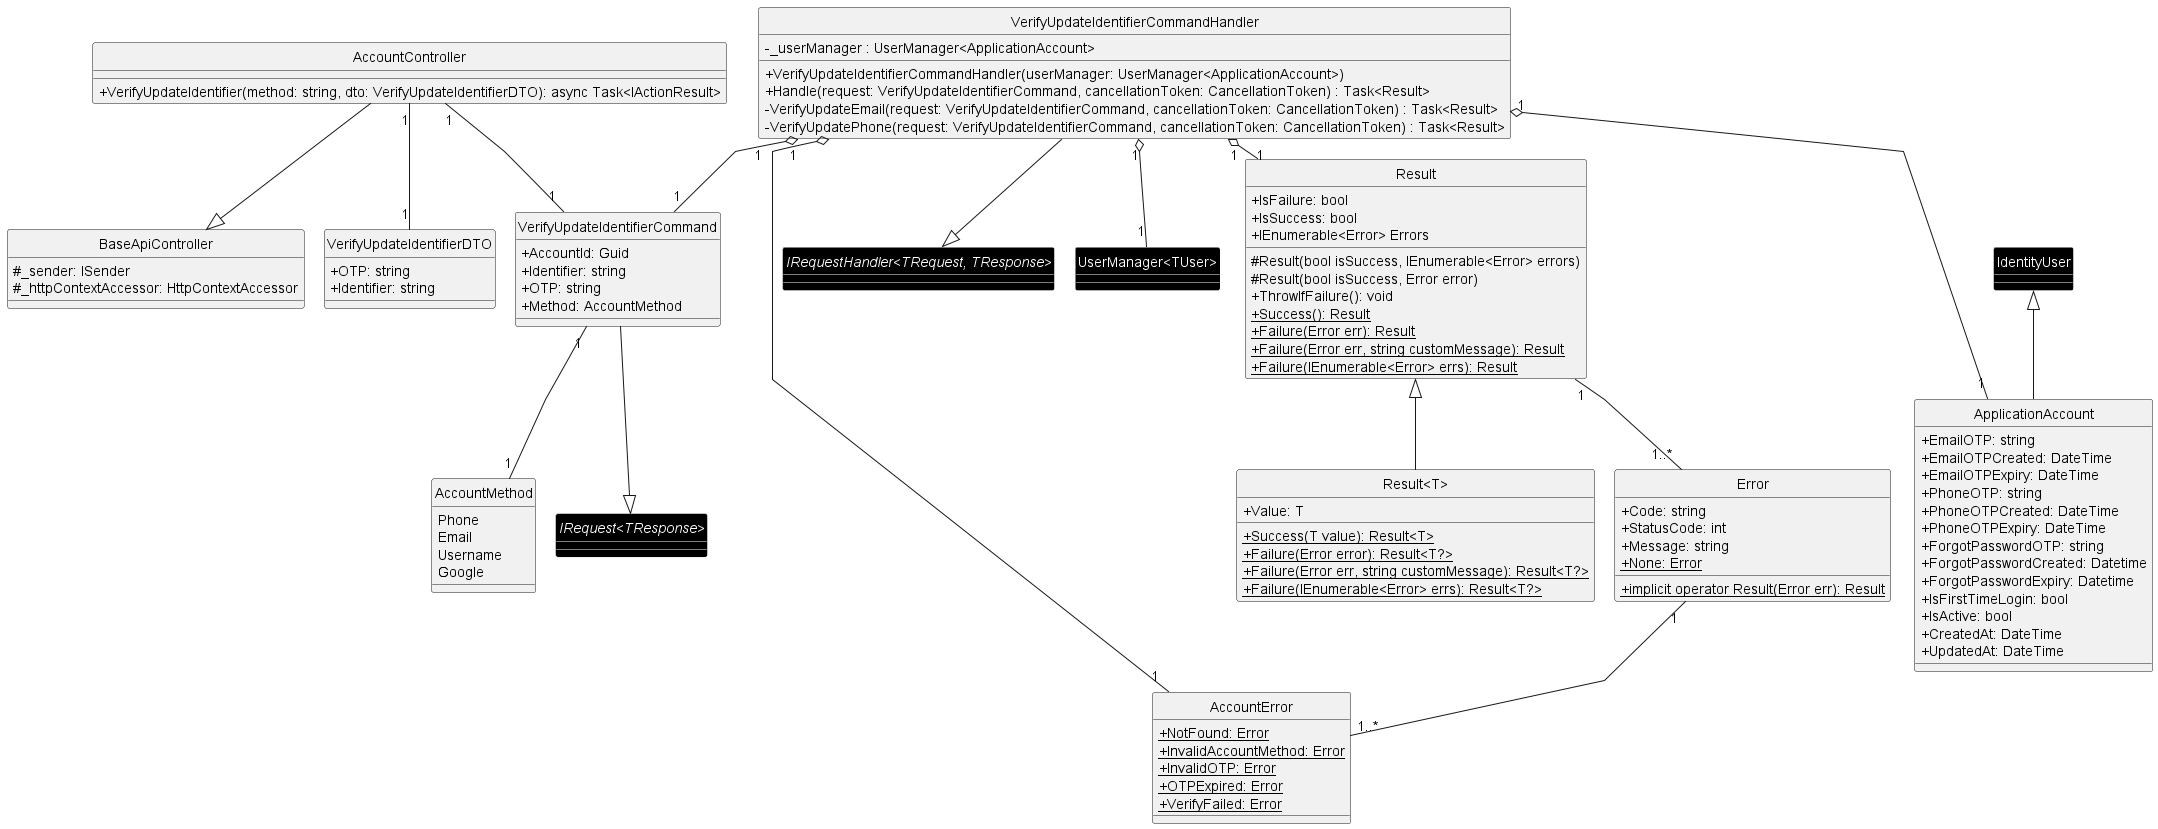 VerifyUpdateIdentifierCommandHandler
-_userManager : UserManager<ApplicationAccount>
+VerifyUpdateIdentifierCommandHandler(userManager: UserManager<ApplicationAccount>)
+Handle(request: VerifyUpdateIdentifierCommand, cancellationToken: CancellationToken) : Task<Result>
-VerifyUpdateEmail(request: VerifyUpdateIdentifierCommand, cancellationToken: CancellationToken) : Task<Result>
-VerifyUpdatePhone(request: VerifyUpdateIdentifierCommand, cancellationToken: CancellationToken) : Task<Result>
AccountController
+VerifyUpdateIdentifier(method: string, dto: VerifyUpdateIdentifierDTO): async Task<IActionResult>
1
1
1
1
1
1
1
1
1
1
1
1
1
BaseApiController
#_sender: ISender
#_httpContextAccessor: HttpContextAccessor
VerifyUpdateIdentifierDTO
+OTP: string
+Identifier: string
VerifyUpdateIdentifierCommand
+AccountId: Guid
+Identifier: string
+OTP: string
+Method: AccountMethod
IRequestHandler<TRequest, TResponse>
UserManager<TUser>
Result
+IsFailure: bool
+IsSuccess: bool
+IEnumerable<Error> Errors
#Result(bool isSuccess, IEnumerable<Error> errors)
#Result(bool isSuccess, Error error)
+ThrowIfFailure(): void
+Success(): Result
+Failure(Error err): Result
+Failure(Error err, string customMessage): Result
+Failure(IEnumerable<Error> errs): Result
IdentityUser
1
1
1
1
1..*
AccountMethod
Phone
Email
Username
Google
IRequest<TResponse>
Result<T>
+Value: T
+Success(T value): Result<T>
+Failure(Error error): Result<T?>
+Failure(Error err, string customMessage): Result<T?>
+Failure(IEnumerable<Error> errs): Result<T?>
Error
+Code: string
+StatusCode: int
+Message: string
+None: Error
+implicit operator Result(Error err): Result
ApplicationAccount
+EmailOTP: string
+EmailOTPCreated: DateTime
+EmailOTPExpiry: DateTime
+PhoneOTP: string
+PhoneOTPCreated: DateTime
+PhoneOTPExpiry: DateTime
+ForgotPasswordOTP: string
+ForgotPasswordCreated: Datetime
+ForgotPasswordExpiry: Datetime
+IsFirstTimeLogin: bool
+IsActive: bool
+CreatedAt: DateTime
+UpdatedAt: DateTime
1
1
1..*
AccountError
+NotFound: Error
+InvalidAccountMethod: Error
+InvalidOTP: Error
+OTPExpired: Error
+VerifyFailed: Error